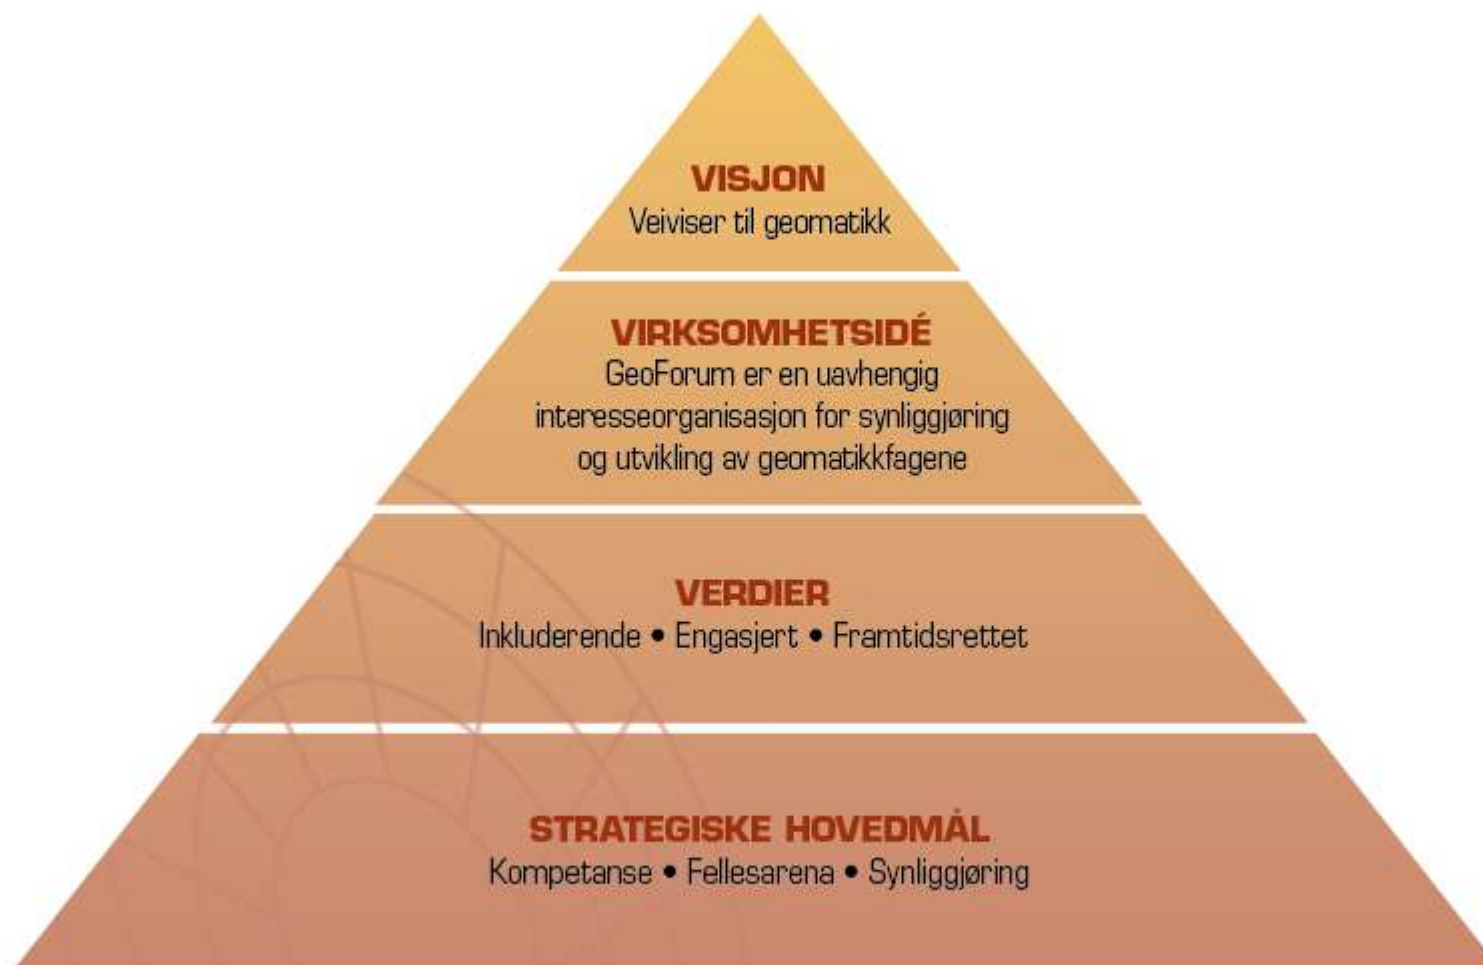 VISJON
Veiviser til geomatikk
VIRKSOMHETSIDÉ
GeoForum er en uavhengig
interesseorganisasjon for synliggjøring
og utvikling av geomatikkfagene
VERDIER
Inkluderende • Engasjert • Framtidsrettet
STRATEGISKE HOVEDMÅL
Kompetanse • Fellesarena • Synliggjøring